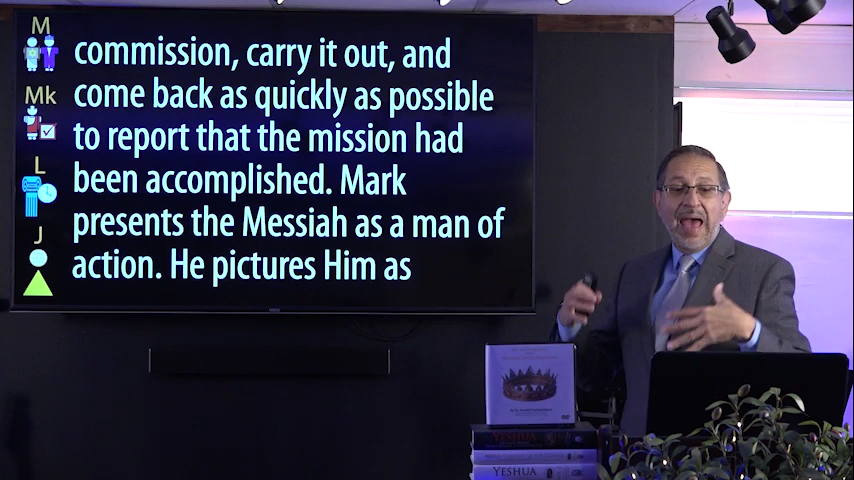 M
Mk
L
J
commission, carry it out, and
come back as quickly as possible
to report that the mission had
been accomplished. Mark
presents the Messiah as a man of
action. He pictures Him as
DVD
YESHUA
YESHUA